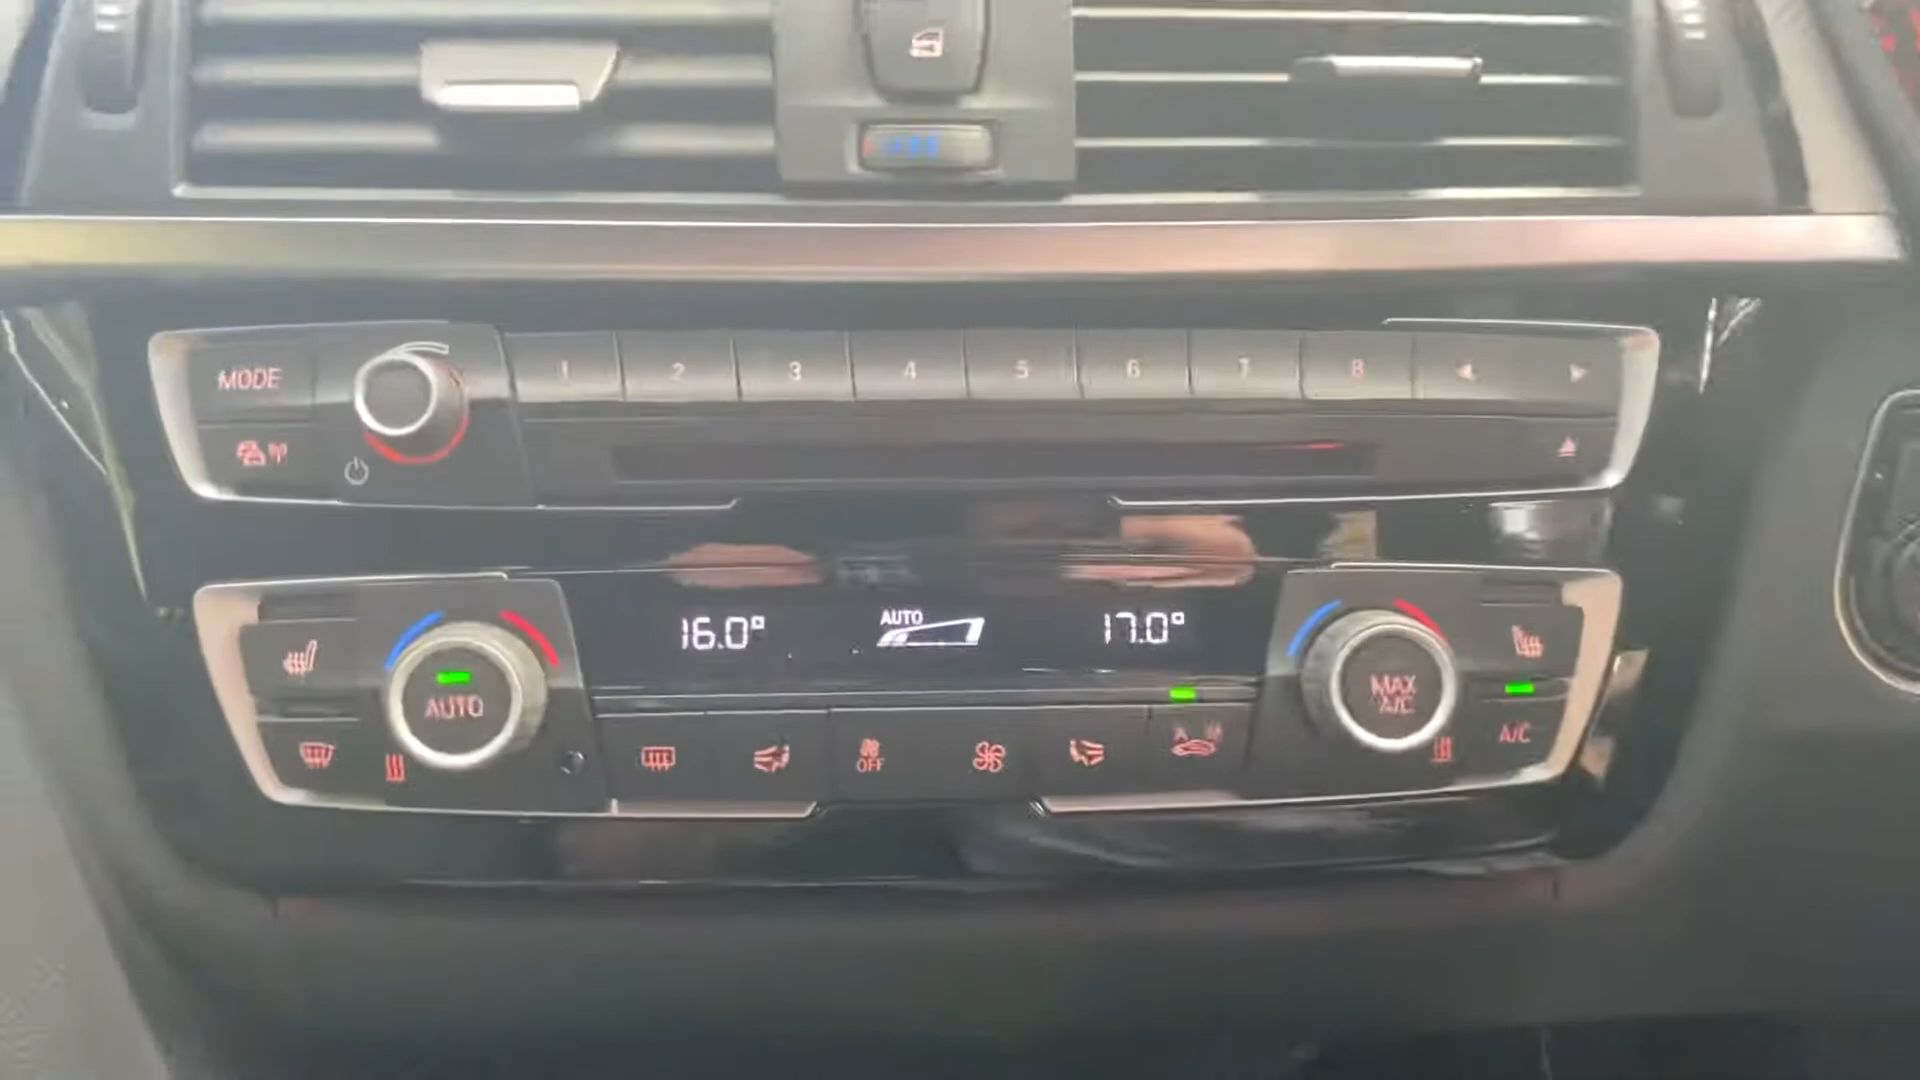 MODE
1 2 3 4 5 6 7 8
16.0° AUTO 17.0°
AUTO
MAX
A/C
OFF
A/C